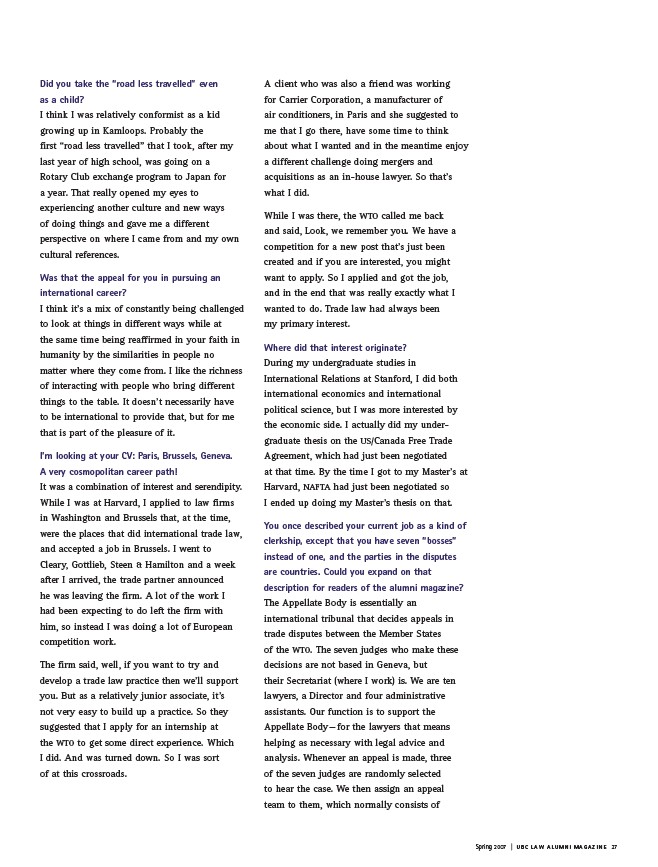 Did you take the "road less travelled" even
as a child?
I think I was relatively conformist as a kid
growing up in Kamloops. Probably the
first "road less travelled" that I took, after my
last year of high school, was going on a
Rotary Club exchange program to Japan for
a year. That really opened my eyes to
experiencing another culture and new ways
of doing things and gave me a different
perspective on where I came from and my own
cultural references.
Was that the appeal for you in pursuing an
international career?
I think it's a mix of constantly being challenged
to look at things in different ways while at
the same time being reaffirmed in your faith in
humanity by the similarities in people no
matter where they come from. I like the richness
of interacting with people who bring different
things to the table. It doesn't necessarily have
to be international to provide that, but for me
that is part of the pleasure of it.
I'm looking at your CV: Paris, Brussels, Geneva.
A very cosmopolitan career path!
It was a combination of interest and serendipity.
While I was at Harvard, I applied to law firms
in Washington and Brussels that, at the time,
were the places that did international trade law,
and accepted a job in Brussels. I went to
Cleary, Gottlieb, Steen & Hamilton and a week
after I arrived, the trade partner announced
he was leaving the firm. A lot of the work I
had been expecting to do left the firm with
him, so instead I was doing a lot of European
competition work.
The firm said, well, if you want to try and
develop a trade law practice then we'll support
you. But as a relatively junior associate, it's
not very easy to build up a practice. So they
suggested that I apply for an internship at
the WTO to get some direct experience. Which
I did. And was turned down. So I was sort
of at this crossroads.
A client who was also a friend was working
for Carrier Corporation, a manufacturer of
air conditioners, in Paris and she suggested to
me that I go there, have some time to think
about what I wanted and in the meantime enjoy
a different challenge doing mergers and
acquisitions as an in-house lawyer. So that's
what I did.
While I was there, the WTO called me back
and said, Look, we remember you. We have a
competition for a new post that's just been
created and if you are interested, you might
want to apply. So I applied and got the job,
and in the end that was really exactly what I
wanted to do. Trade law had always been
my primary interest.
Where did that interest originate?
During my undergraduate studies in
International Relations at Stanford, I did both
international economics and international
political science, but I was more interested by
the economic side. I actually did my under-
graduate thesis on the US/Canada Free Trade
Agreement, which had just been negotiated
at that time. By the time I got to my Master's at
Harvard, NAFTA had just been negotiated so
I ended up doing my Master's thesis on that.
You once described your current job as a kind of
clerkship, except that you have seven "bosses"
instead of one, and the parties in the disputes
are countries. Could you expand on that
description for readers of the alumni magazine?
The Appellate Body is essentially an
international tribunal that decides appeals in
trade disputes between the Member States
of the WTO. The seven judges who make these
decisions are not based in Geneva, but
their Secretariat (where I work) is. We are ten
lawyers, a Director and four administrative
assistants. Our function is to support the
Appellate Body—for the lawyers that means
helping as necessary with legal advice and
analysis. Whenever an appeal is made, three
of the seven judges are randomly selected
to hear the case. We then assign an appeal
team to them, which normally consists of
Spring 2007 | UBC LAW ALUMNI MAGAZINE 27